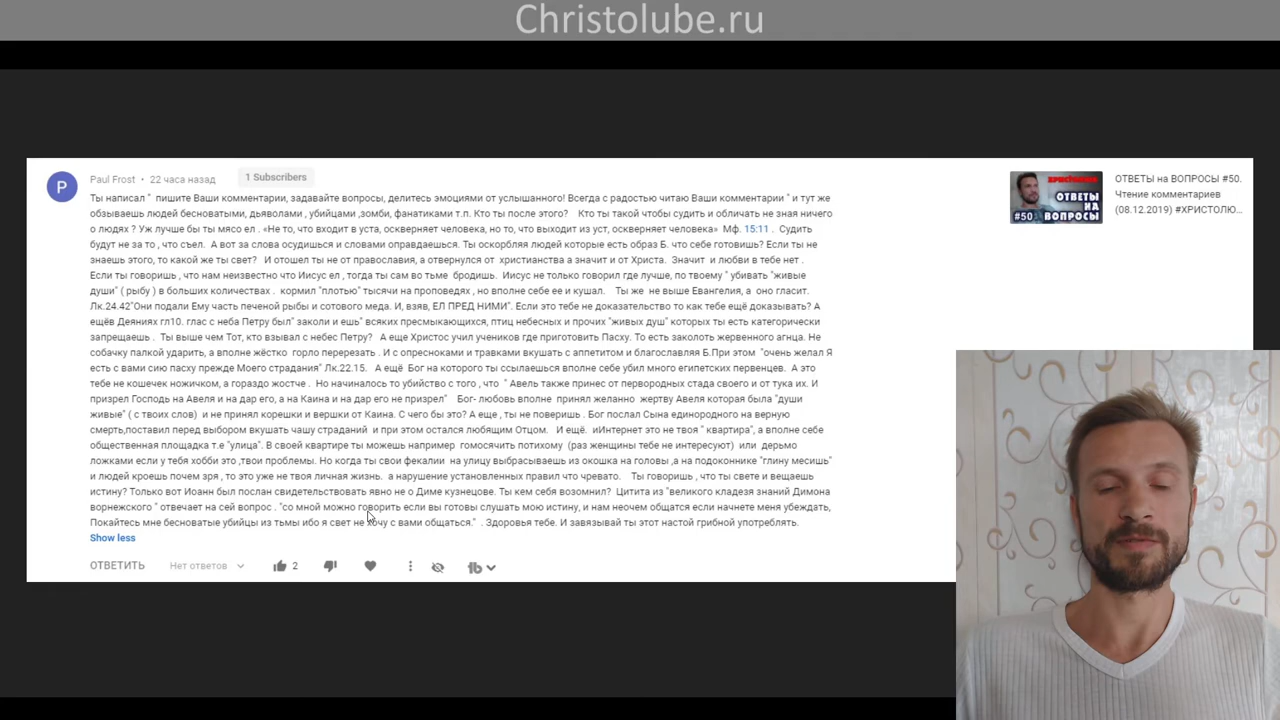 Christolube.ru
P
Paul Frost • 22 часа назад
1 Subscribers
Ты написал " пишите Ваши комментарии, задавайте вопросы, делитесь эмоциями от услышанного! Всегда с радостью читаю Ваши комментарии " и тут же
обзываешь людей бесноватыми, дьяволами , убийцами ,зомби, фанатиками т.п. Кто ты после этого? Кто ты такой чтобы судить и обличать не зная ничего
о людях ? Уж лучше бы ты мясо ел . «Не то, что входит в уста, оскверняет человека, но то, что выходит из уст, оскверняет человека» Мф. 15:11 . Судить
будут не за то , что съел. А вот за слова осудишься и словами оправдаешься. Ты оскорбляя людей которые есть образ Б. что себе готовишь? Если ты не
знаешь этого, то какой же ты свет? И отошел ты не от православия, а отвернулся от христианства а значит и от Христа. Значит и любви в тебе нет .
Если ты говоришь , что нам неизвестно что Иисус ел , тогда ты сам во тьме бродишь. Иисус не только говорил где лучше, по твоему " убивать "живые
души" ( рыбу ) в больших количествах . кормил "плотью" тысячи на проповедях , но вполне себе ее и кушал. Ты же не выше Евангелия, а оно гласит.
Лк.24.42"Они подали Ему часть печеной рыбы и сотового меда. И, взяв, ЕЛ ПРЕД НИМИ". Если это тебе не доказательство то как тебе ещё доказывать? А
ещёв Деяниях гл10. глас с неба Петру был" заколи и ешь" всяких пресмыкающихся, птиц небесных и прочих "живых душ" которых ты есть категорически
запрещаешь . Ты выше чем Тот, кто взывал с небес Петру? А еще Христос учил учеников где приготовить Пасху. То есть заколоть жервенного агнца. Не
собачку палкой ударить, а вполне жёстко горло перерезать . И с опресноками и травками вкушать с аппетитом и благославляя Б.При этом "очень желал Я
есть с вами сию пасху прежде Моего страдания" Лк.22.15. А ещё Бог на которого ты ссылаешься вполне себе убил много египетских первенцев. А это
тебе не кошечек ножичком, а гораздо жостче . Но начиналось то убийство с того , что " Авель также принес от первородных стада своего и от тука их. И
призрел Господь на Авеля и на дар его, а на Каина и на дар его не призрел" Бог- любовь вполне принял желанно жертву Авеля которая была "души
живые" ( с твоих слов) и не принял корешки и вершки от Каина. С чего бы это? А еще , ты не поверишь . Бог послал Сына единородного на верную
смерть,поставил перед выбором вкушать чашу страданий и при этом остался любящим Отцом. И ещё. иИнтернет это не твоя " квартира", а вполне себе
общественная площадка т.е "улица". В своей квартире ты можешь например гомосячить потихому (раз женщины тебе не интересуют) или дерьмо
ложками если у тебя хобби это ,твои проблемы. Но когда ты свои фекалии на улицу выбрасываешь из окошка на головы ,а на подоконнике "глину месишь"
и людей кроешь почем зря , то это уже не твоя личная жизнь. а нарушение установленных правил что чревато. Ты говоришь , что ты свете и вещаешь
истину? Только вот Иоанн был послан свидетельствовать явно не о Диме кузнецове. Ты кем себя возомнил? Цитита из "великого кладезя знаний Димона
ворнежского " отвечает на сей вопрос . "со мной можно говорить если вы готовы слушать мою истину, и нам неочем общатся если начнете меня убеждать,
Покайтесь мне бесноватые убийцы из тьмы ибо я свет не хочу с вами общаться." . Здоровья тебе. И завязывай ты этот настой грибной употреблять.
Show less
ОТВЕТИТЬ Нет ответов 2 tb
ХРИСТОЛЮБ
ОТВЕТЫ
НА
ВОПРОСЫ
#50
ОТВЕТЫ на ВОПРОСЫ #50.
Чтение комментариев
(08.12.2019) #ХРИСТОЛЮ...